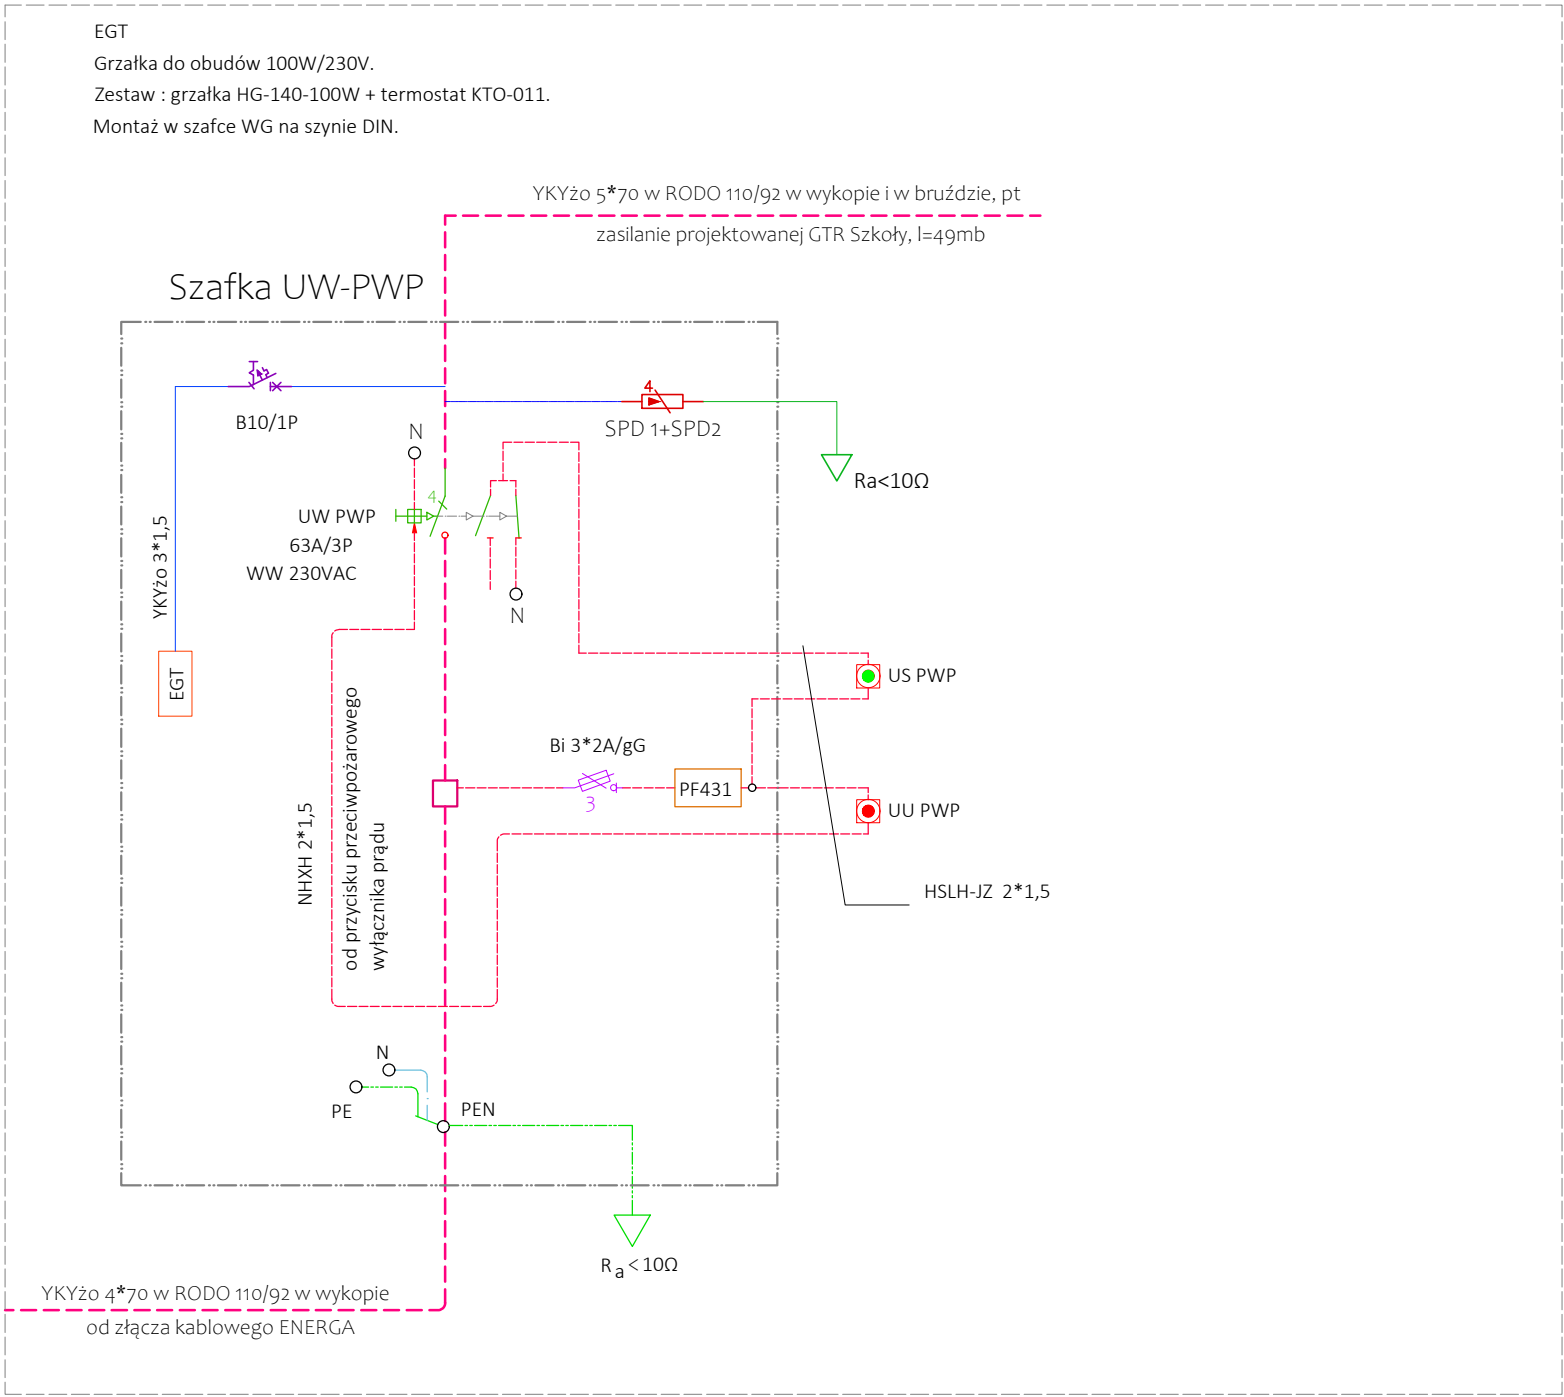 EGT
Grzałka do obudów 100W/230V.
Zestaw : grzałka HG-140-100W + termostat KTO-011.
Montaż w szafce WG na szynie DIN.
YKYżo 5*70 w RODO 110/92 w wykopie i w bruździe, pt
zasilanie projektowanej GTR Szkoły, l=49mb
Szafka UW-PWP
B10/1P
4
SPD 1+SPD2
N
Ra<10Ω
4
UW PWP
63A/3P
WW 230VAC
YKYżo 3*1,5
N
EGT
US PWP
Bi 3*2A/gG
PF431
3
UU PWP
NHXH 2*1,5
od przycisku przeciwpożarowego
wyłącznika prądu
HSLH-JZ 2*1,5
N
PE
PEN
Ra<10Ω
YKYżo 4*70 w RODO 110/92 w wykopie
od złącza kablowego ENERGA